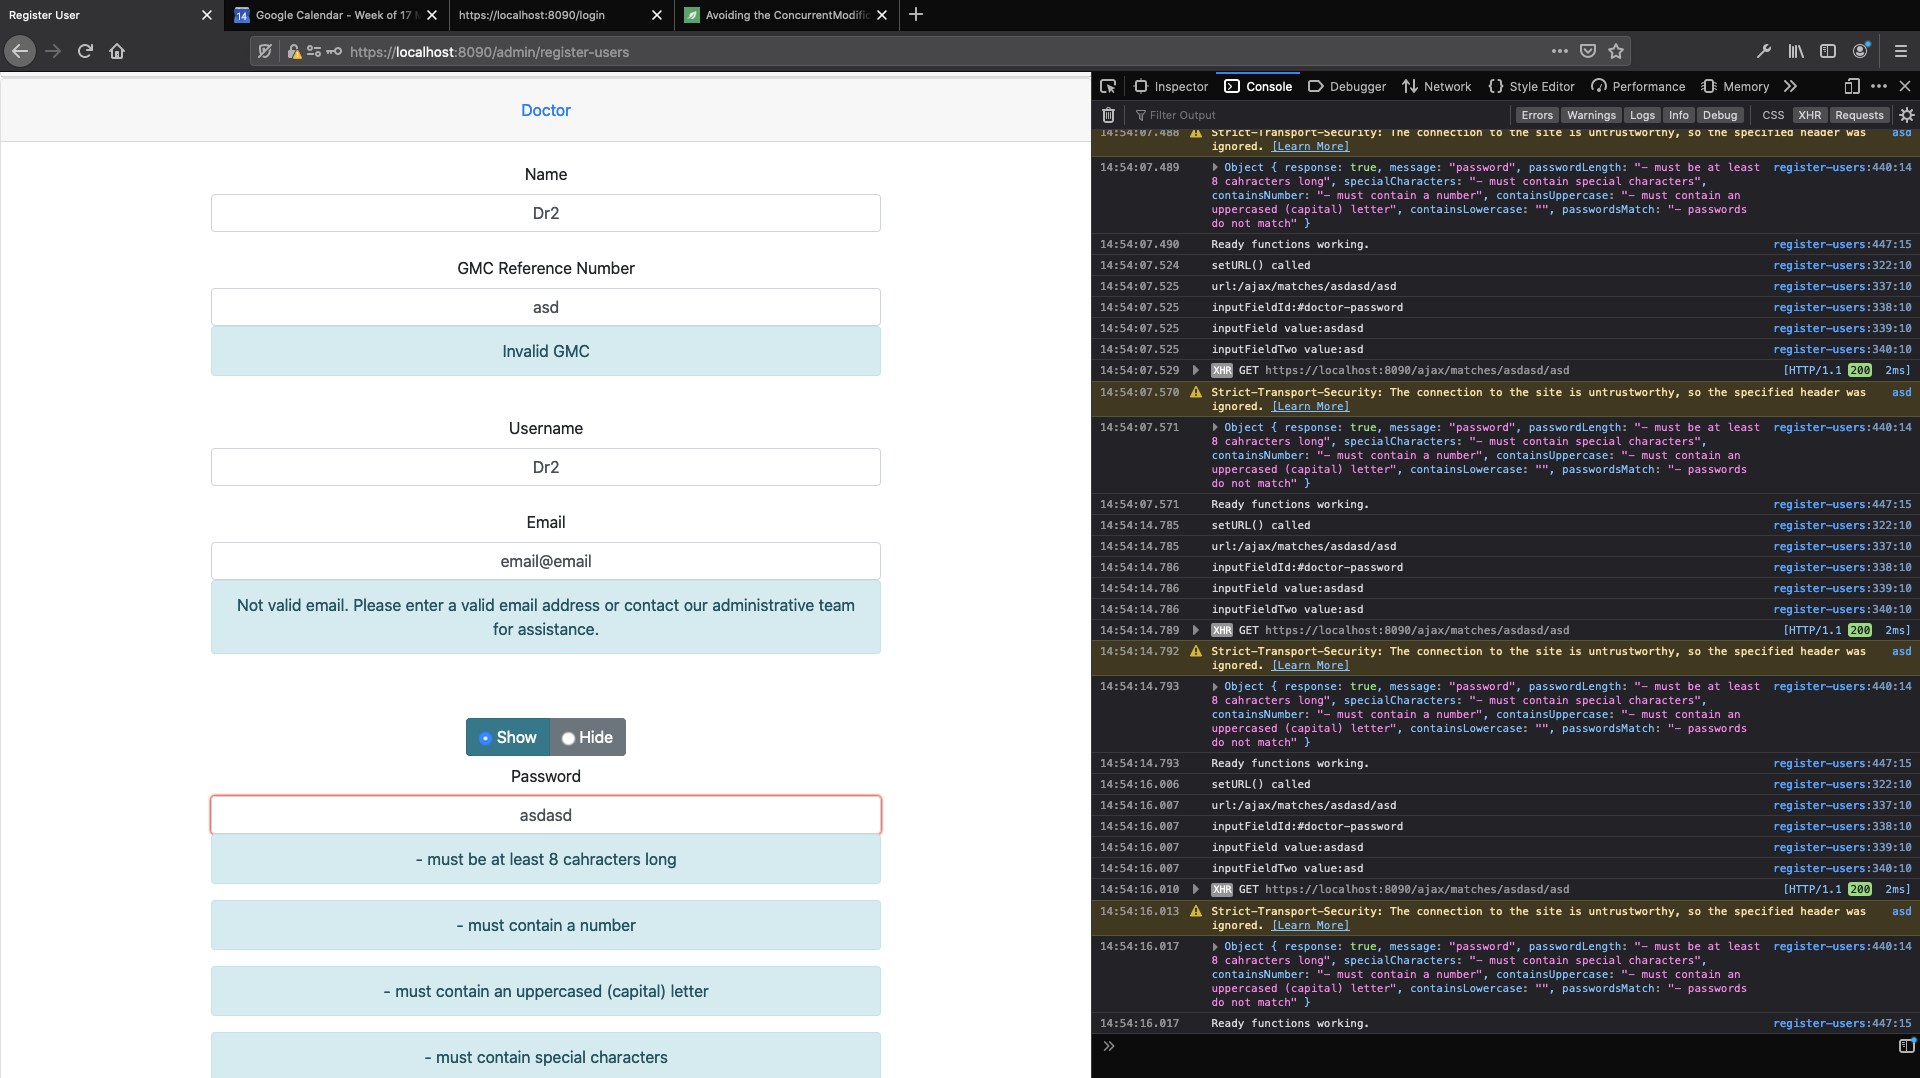 Register User
Google Calendar - Week of 17 M
https://localhost:8090/login
Avoiding the ConcurrentModific
https://localhost:8090/admin/register-users
Doctor
Name
Dr2
GMC Reference Number
asd
Invalid GMC
Username
Dr2
Email
email@email
Not valid email. Please enter a valid email address or contact our administrative team
for assistance.
Show Hide
Password
asdasd
- must be at least 8 cahracters long
- must contain a number
- must contain an uppercased (capital) letter
- must contain special characters
Inspector Console Debugger Network Style Editor Performance Memory
Filter Output Errors Warnings Logs Info Debug CSS XHR Requests
14:54:07.488 Strict-Transport-Security: The connection to the site is untrustworthy, so the specified header was asd
ignored. [Learn More]
14:54:07.489 Object { response: true, message: "password", passwordLength: "- must be at least register-users:440:14
8 cahracters long", specialCharacters: "- must contain special characters",
containsNumber: "- must contain a number", containsUppercase: "- must contain an
uppercased (capital) letter", containsLowercase: "", passwordsMatch: "- passwords
do not match" }
14:54:07.490 Ready functions working. register-users:447:15
14:54:07.524 setURL() called register-users:322:10
14:54:07.525 url:/ajax/matches/asdasd/asd register-users:337:10
14:54:07.525 inputFieldId:#doctor-password register-users:338:10
14:54:07.525 inputField value:asdasd register-users:339:10
14:54:07.525 inputFieldTwo value:asd register-users:340:10
14:54:07.529 XHR GET https://localhost:8090/ajax/matches/asdasd/asd [HTTP/1.1 200 2ms]
14:54:07.570 Strict-Transport-Security: The connection to the site is untrustworthy, so the specified header was asd
ignored. [Learn More]
14:54:07.571 Object { response: true, message: "password", passwordLength: "- must be at least register-users:440:14
8 cahracters long", specialCharacters: "- must contain special characters",
containsNumber: "- must contain a number", containsUppercase: "- must contain an
uppercased (capital) letter", containsLowercase: "", passwordsMatch: "- passwords
do not match" }
14:54:07.571 Ready functions working. register-users:447:15
14:54:14.785 setURL() called register-users:322:10
14:54:14.785 url:/ajax/matches/asdasd/asd register-users:337:10
14:54:14.786 inputFieldId:#doctor-password register-users:338:10
14:54:14.786 inputField value:asdasd register-users:339:10
14:54:14.786 inputFieldTwo value:asd register-users:340:10
14:54:14.789 XHR GET https://localhost:8090/ajax/matches/asdasd/asd [HTTP/1.1 200 2ms]
14:54:14.792 Strict-Transport-Security: The connection to the site is untrustworthy, so the specified header was asd
ignored. [Learn More]
14:54:14.793 Object { response: true, message: "password", passwordLength: "- must be at least register-users:440:14
8 cahracters long", specialCharacters: "- must contain special characters",
containsNumber: "- must contain a number", containsUppercase: "- must contain an
uppercased (capital) letter", containsLowercase: "", passwordsMatch: "- passwords
do not match" }
14:54:14.793 Ready functions working. register-users:447:15
14:54:16.006 setURL() called register-users:322:10
14:54:16.007 url:/ajax/matches/asdasd/asd register-users:337:10
14:54:16.007 inputFieldId:#doctor-password register-users:338:10
14:54:16.007 inputField value:asdasd register-users:339:10
14:54:16.007 inputFieldTwo value:asd register-users:340:10
14:54:16.010 XHR GET https://localhost:8090/ajax/matches/asdasd/asd [HTTP/1.1 200 2ms]
14:54:16.013 Strict-Transport-Security: The connection to the site is untrustworthy, so the specified header was asd
ignored. [Learn More]
14:54:16.017 Object { response: true, message: "password", passwordLength: "- must be at least register-users:440:14
8 cahracters long", specialCharacters: "- must contain special characters",
containsNumber: "- must contain a number", containsUppercase: "- must contain an
uppercased (capital) letter", containsLowercase: "", passwordsMatch: "- passwords
do not match" }
14:54:16.017 Ready functions working. register-users:447:15